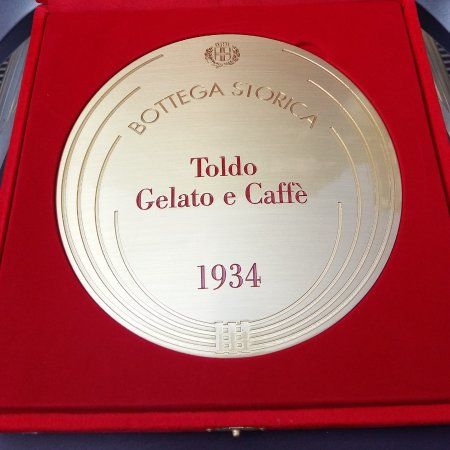 BOTTEGA STORICA
Toldo
Gelato e Caffè
1934